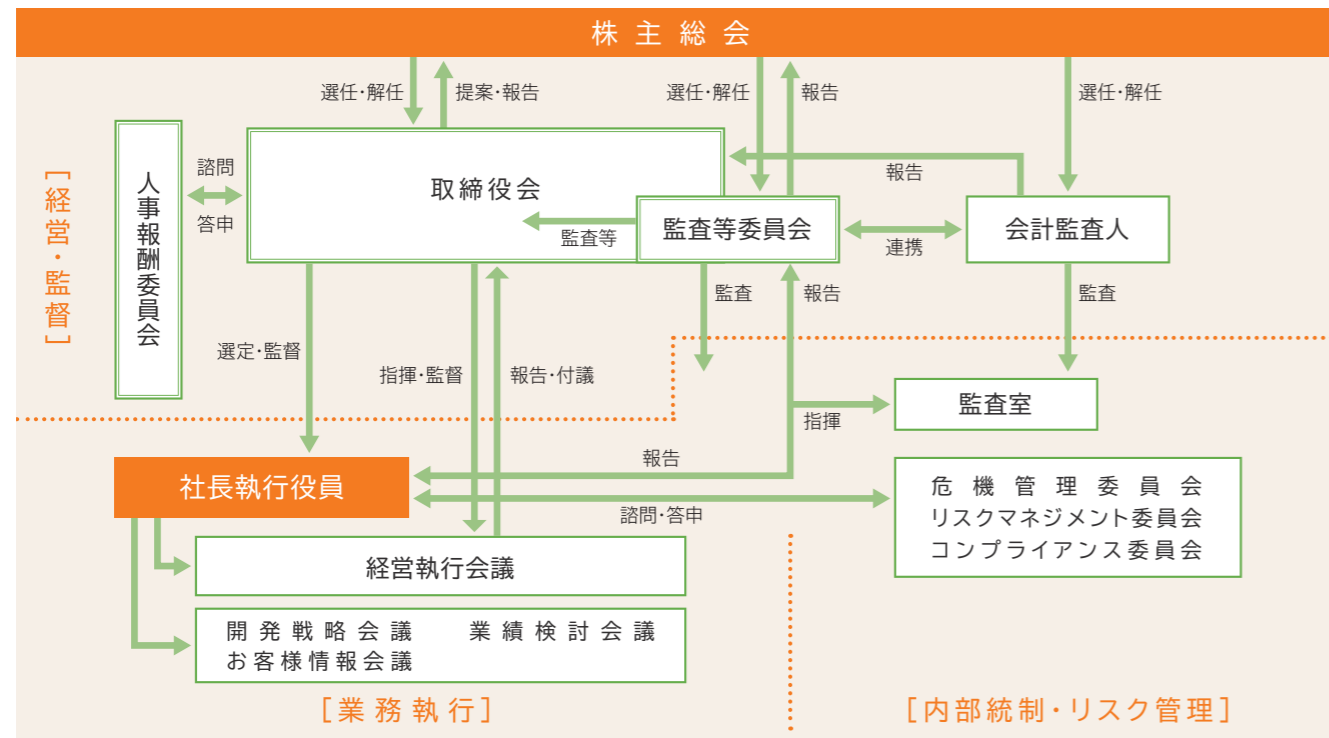 株主総会
選任・解任
提案・報告
選任・解任
報告
選任・解任
[経営・監督]
人事報酬委員会
諮問
答申
取締役会
報告
監査等
監査等委員会
連携
会計監査人
監査
報告
監査
選定・監督
指揮・監督
報告・付議
監査室
指揮
報告
社長執行役員
諮問・答申
危機管理委員会
リスクマネジメント委員会
コンプライアンス委員会
経営執行会議
開発戦略会議 業績検討会議
お客様情報会議
[業務執行]
[内部統制・リスク管理]